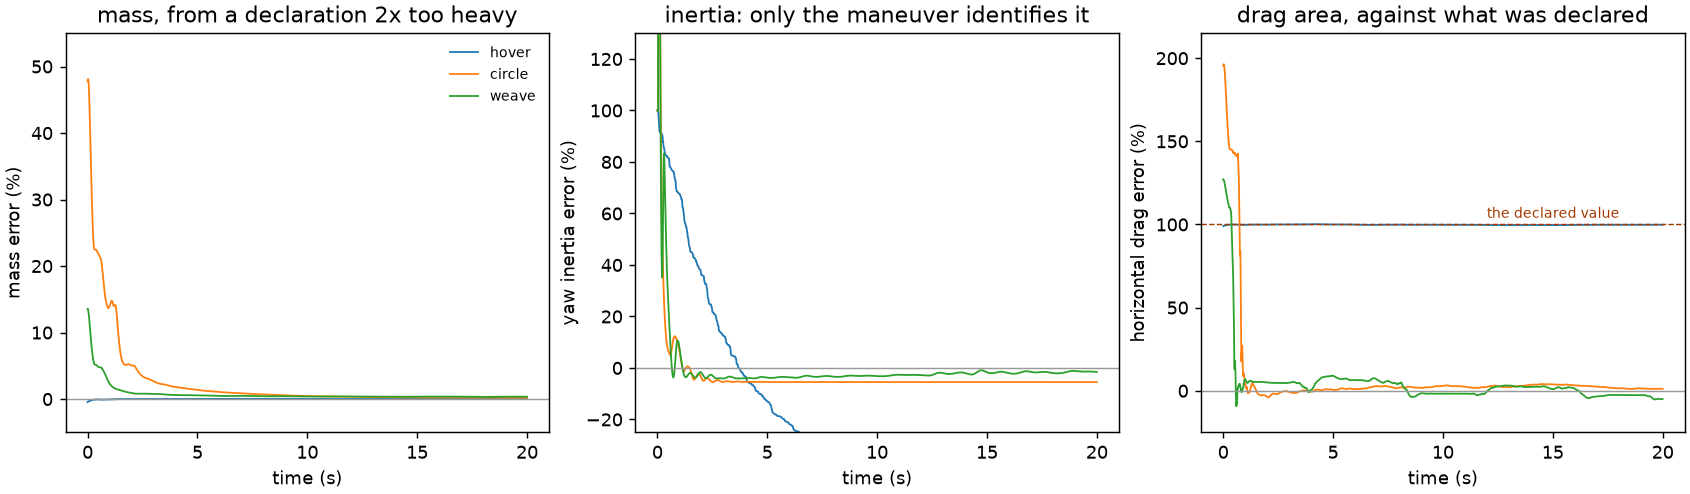 mass, from a declaration 2x too heavy
mass error (%)
50
40
30
20
10
0
hover
circle
weave
0 5 10 15 20
time (s)
inertia: only the maneuver identifies it
yaw inertia error (%)
120
100
80
60
40
20
0
−20
0 5 10 15 20
time (s)
drag area, against what was declared
horizontal drag error (%)
200
150
100
50
0
the declared value
0 5 10 15 20
time (s)